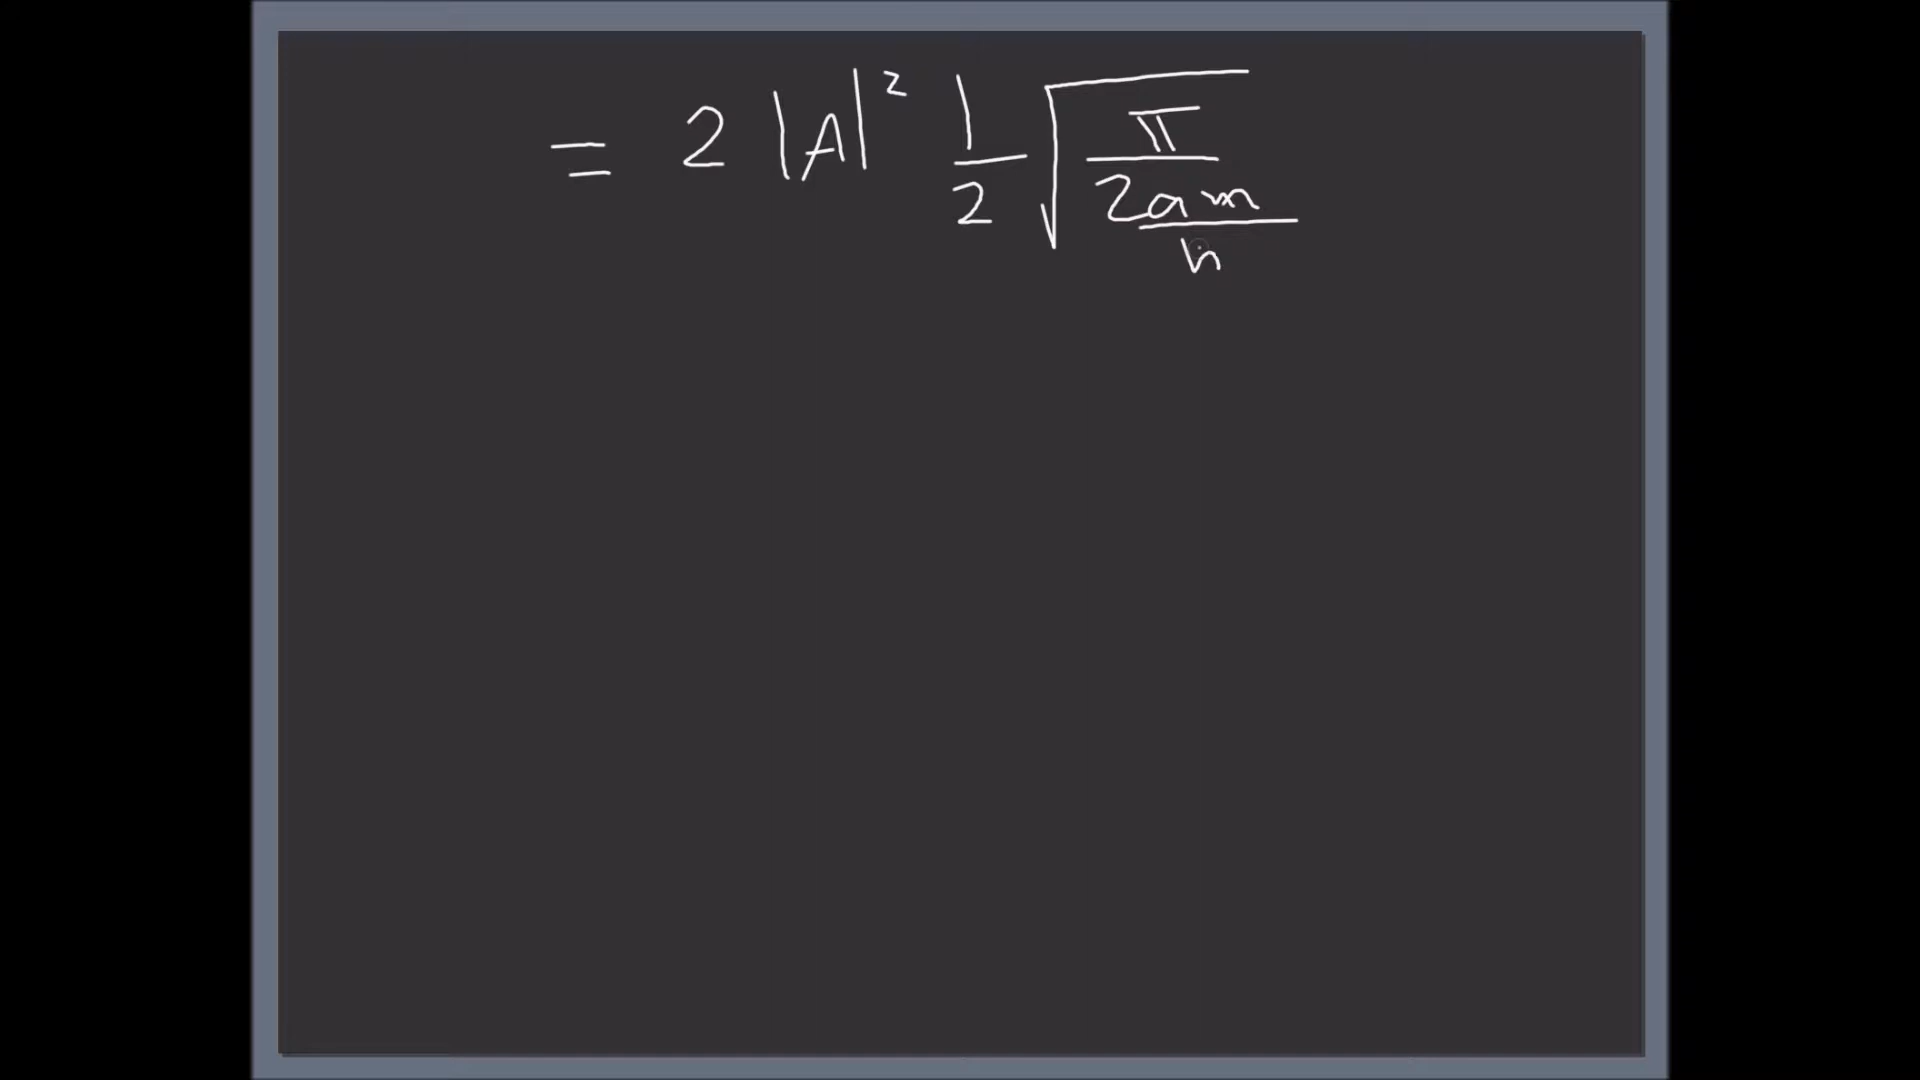 = 2 |A|² 1/2 √(π / (2am/h))